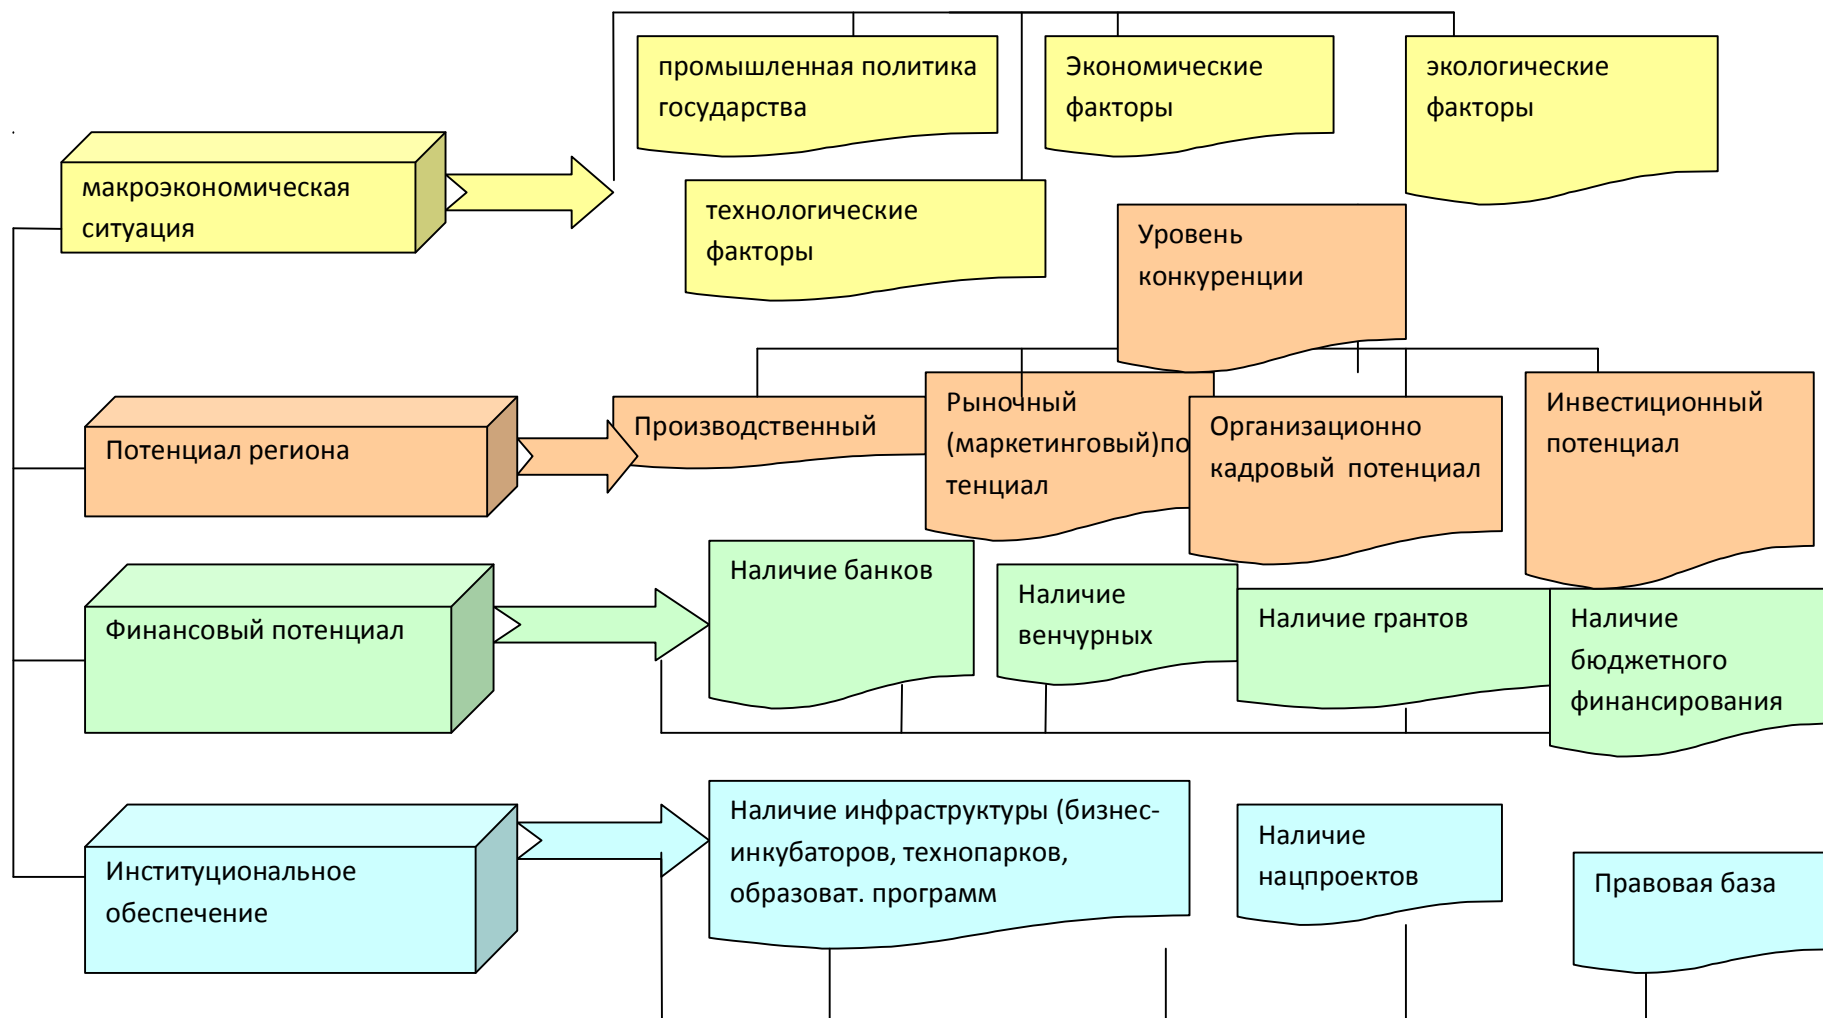 промышленная политика
государства
Экономические
факторы
экологические
факторы
макроэкономическая
ситуация
технологические
факторы
Уровень
конкуренции
Потенциал региона
Производственный
Рыночный
(маркетинговый)по
тенциал
Организационно
кадровый потенциал
Инвестиционный
потенциал
Финансовый потенциал
Наличие банков
Наличие
венчурных
Наличие грантов
Наличие
бюджетного
финансирования
Институциональное
обеспечение
Наличие инфраструктуры (бизнес-
инкубаторов, технопарков,
образоват. программ
Наличие
нацпроектов
Правовая база